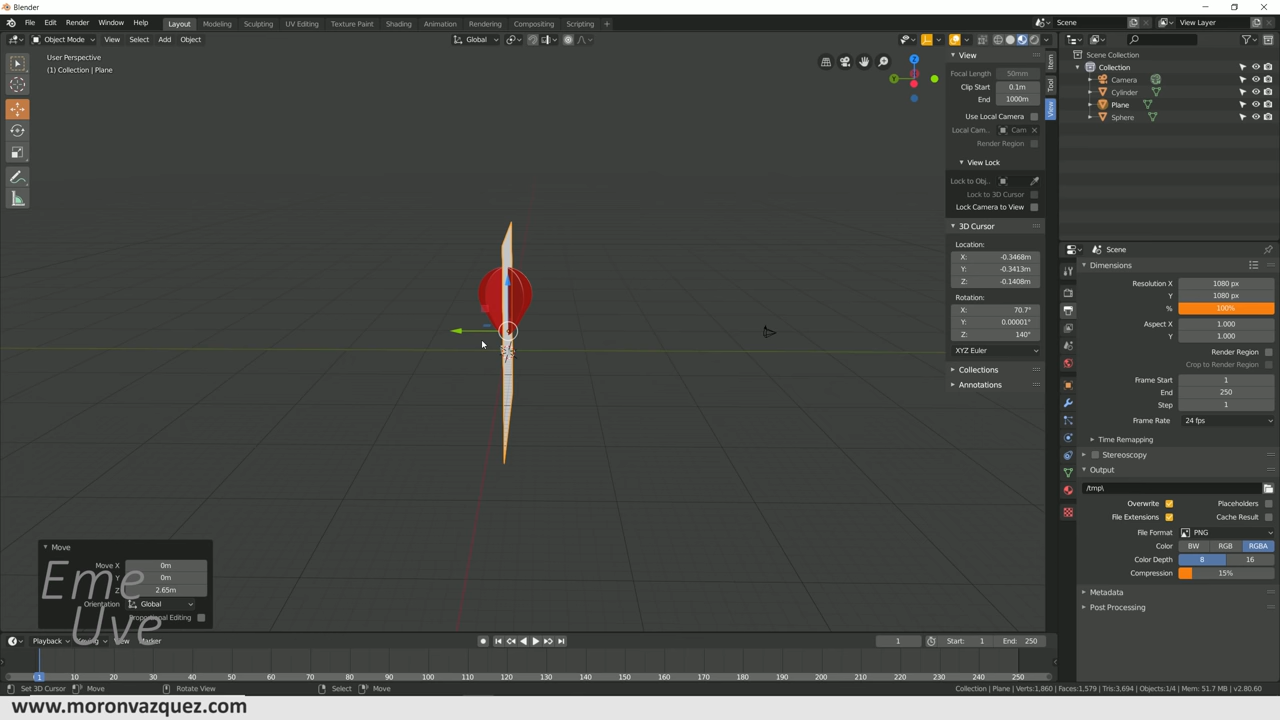 Blender
File Edit Render Window Help
Layout Modeling Sculpting UV Editing Texture Paint Shading Animation Rendering Compositing Scripting +
Scene View Layer
Object Mode View Select Add Object Global
User Perspective
(1) Collection | Plane
Z
Y
View
Focal Length 50mm
Clip Start 0.1m
End 1000m
Use Local Camera
Local Cam... Cam
Render Region
View Lock
Lock to Obj..
Lock to 3D Cursor
Lock Camera to View
3D Cursor
Location:
X: -0.3468m
Y: -0.3413m
Z: -0.1408m
Rotation:
X: 70.7°
Y: 0.00001°
Z: 140°
XYZ Euler
Collections
Annotations
Item
Tool
View
Scene Collection
Collection
Camera
Cylinder
Plane
Sphere
Scene
Dimensions
Resolution X 1080 px
Y 1080 px
% 100%
Aspect X 1.000
Y 1.000
Render Region
Crop to Render Region
Frame Start 1
End 250
Step 1
Frame Rate 24 fps
Time Remapping
Stereoscopy
Output
/tmp\
Overwrite Placeholders
File Extensions Cache Result
File Format PNG
Color BW RGB RGBA
Color Depth 8 16
Compression 15%
Metadata
Post Processing
Move
Move X 0m
Y 0m
Z 2.65m
Orientation Global
Proportional Editing
Eme
Uve
Playback Keying View Marker 1 Start: 1 End: 250
1 10 20 30 40 50 60 70 80 90 100 110 120 130 140 150 160 170 180 190 200 210 220 230 240 250
Set 3D Cursor Move Rotate View Select Move Collection | Plane | Verts:1,860 | Faces:1,579 | Tris:3,694 | Objects:1/4 | Mem: 51.7 MB | v2.80.60
www.moronvazquez.com